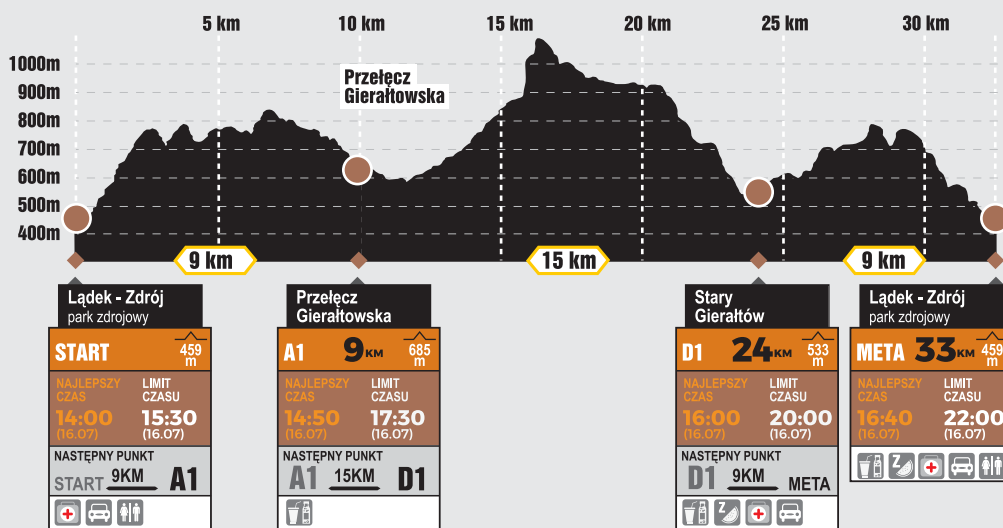 5 km 10 km 15 km 20 km 25 km 30 km
1000m
900m
800m
700m
600m
500m
400m
Przełęcz
Gierałtowska
9 km 15 km 9 km
Lądek - Zdrój
park zdrojowy
START 459 m
NAJLEPSZY CZAS LIMIT CZASU
14:00 15:30
(16.07) (16.07)
NASTĘPNY PUNKT
START 9KM A1
Przełęcz
Gierałtowska
A1 9KM 685 m
NAJLEPSZY CZAS LIMIT CZASU
14:50 17:30
(16.07) (16.07)
NASTĘPNY PUNKT
A1 15KM D1
Stary
Gierałtów
D1 24KM 533 m
NAJLEPSZY CZAS LIMIT CZASU
16:00 20:00
(16.07) (16.07)
NASTĘPNY PUNKT
D1 9KM META
Z
Lądek - Zdrój
park zdrojowy
META 33KM 459 m
NAJLEPSZY CZAS LIMIT CZASU
16:40 22:00
(16.07) (16.07)
Z